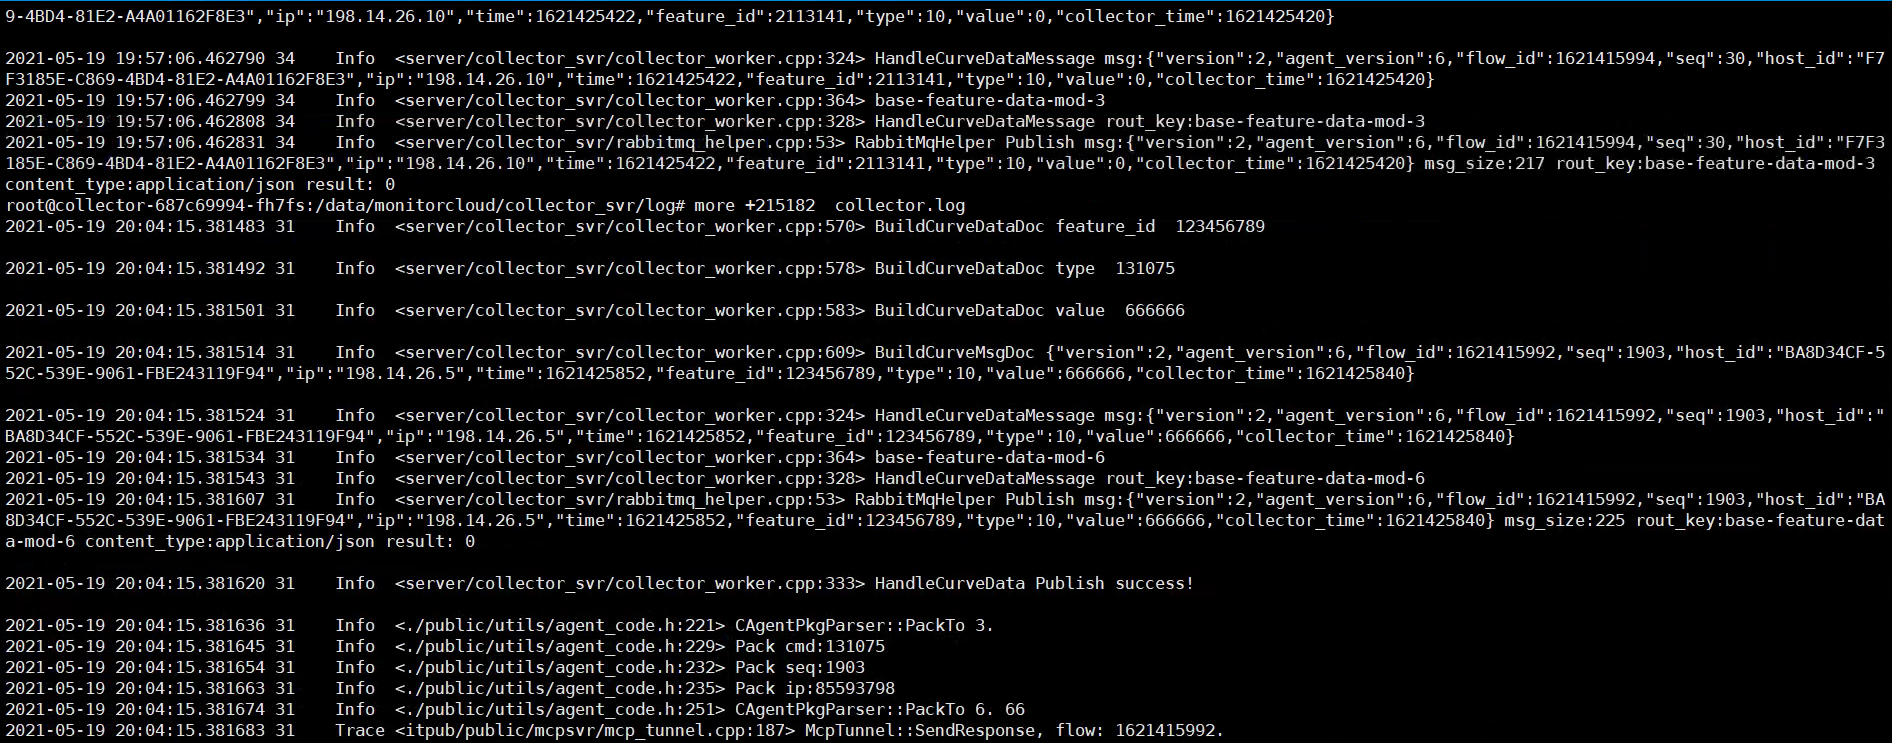 9-4BD4-81E2-A4A01162F8E3","ip":"198.14.26.10","time":1621425422,"feature_id":2113141,"type":10,"value":0,"collector_time":1621425420}
2021-05-19 19:57:06.462790 34    Info  <server/collector_svr/collector_worker.cpp:324> HandleCurveDataMessage msg:{"version":2,"agent_version":6,"flow_id":1621415994,"seq":30,"host_id":"F7
F3185E-C869-4BD4-81E2-A4A01162F8E3","ip":"198.14.26.10","time":1621425422,"feature_id":2113141,"type":10,"value":0,"collector_time":1621425420}
2021-05-19 19:57:06.462799 34    Info  <server/collector_svr/collector_worker.cpp:364> base-feature-data-mod-3
2021-05-19 19:57:06.462808 34    Info  <server/collector_svr/collector_worker.cpp:328> HandleCurveDataMessage rout_key:base-feature-data-mod-3
2021-05-19 19:57:06.462831 34    Info  <server/collector_svr/rabbitmq_helper.cpp:53> RabbitMqHelper Publish msg:{"version":2,"agent_version":6,"flow_id":1621415994,"seq":30,"host_id":"F7F3
185E-C869-4BD4-81E2-A4A01162F8E3","ip":"198.14.26.10","time":1621425422,"feature_id":2113141,"type":10,"value":0,"collector_time":1621425420} msg_size:217 rout_key:base-feature-data-mod-3
content_type:application/json result: 0
root@collector-687c69994-fh7fs:/data/monitorcloud/collector_svr/log# more +215182  collector.log
2021-05-19 20:04:15.381483 31    Info  <server/collector_svr/collector_worker.cpp:570> BuildCurveDataDoc feature_id  123456789
2021-05-19 20:04:15.381492 31    Info  <server/collector_svr/collector_worker.cpp:578> BuildCurveDataDoc type  131075
2021-05-19 20:04:15.381501 31    Info  <server/collector_svr/collector_worker.cpp:583> BuildCurveDataDoc value  666666
2021-05-19 20:04:15.381514 31    Info  <server/collector_svr/collector_worker.cpp:609> BuildCurveMsgDoc {"version":2,"agent_version":6,"flow_id":1621415992,"seq":1903,"host_id":"BA8D34CF-5
52C-539E-9061-FBE243119F94","ip":"198.14.26.5","time":1621425852,"feature_id":123456789,"type":10,"value":666666,"collector_time":1621425840}
2021-05-19 20:04:15.381524 31    Info  <server/collector_svr/collector_worker.cpp:324> HandleCurveDataMessage msg:{"version":2,"agent_version":6,"flow_id":1621415992,"seq":1903,"host_id":"
BA8D34CF-552C-539E-9061-FBE243119F94","ip":"198.14.26.5","time":1621425852,"feature_id":123456789,"type":10,"value":666666,"collector_time":1621425840}
2021-05-19 20:04:15.381534 31    Info  <server/collector_svr/collector_worker.cpp:364> base-feature-data-mod-6
2021-05-19 20:04:15.381543 31    Info  <server/collector_svr/collector_worker.cpp:328> HandleCurveDataMessage rout_key:base-feature-data-mod-6
2021-05-19 20:04:15.381607 31    Info  <server/collector_svr/rabbitmq_helper.cpp:53> RabbitMqHelper Publish msg:{"version":2,"agent_version":6,"flow_id":1621415992,"seq":1903,"host_id":"BA
8D34CF-552C-539E-9061-FBE243119F94","ip":"198.14.26.5","time":1621425852,"feature_id":123456789,"type":10,"value":666666,"collector_time":1621425840} msg_size:225 rout_key:base-feature-dat
a-mod-6 content_type:application/json result: 0
2021-05-19 20:04:15.381620 31    Info  <server/collector_svr/collector_worker.cpp:333> HandleCurveData Publish success!
2021-05-19 20:04:15.381636 31    Info  <./public/utils/agent_code.h:221> CAgentPkgParser::PackTo 3.
2021-05-19 20:04:15.381645 31    Info  <./public/utils/agent_code.h:229> Pack cmd:131075
2021-05-19 20:04:15.381654 31    Info  <./public/utils/agent_code.h:232> Pack seq:1903
2021-05-19 20:04:15.381663 31    Info  <./public/utils/agent_code.h:235> Pack ip:85593798
2021-05-19 20:04:15.381674 31    Info  <./public/utils/agent_code.h:251> CAgentPkgParser::PackTo 6. 66
2021-05-19 20:04:15.381683 31    Trace <itpub/public/mcpsvr/mcp_tunnel.cpp:187> McpTunnel::SendResponse, flow: 1621415992.